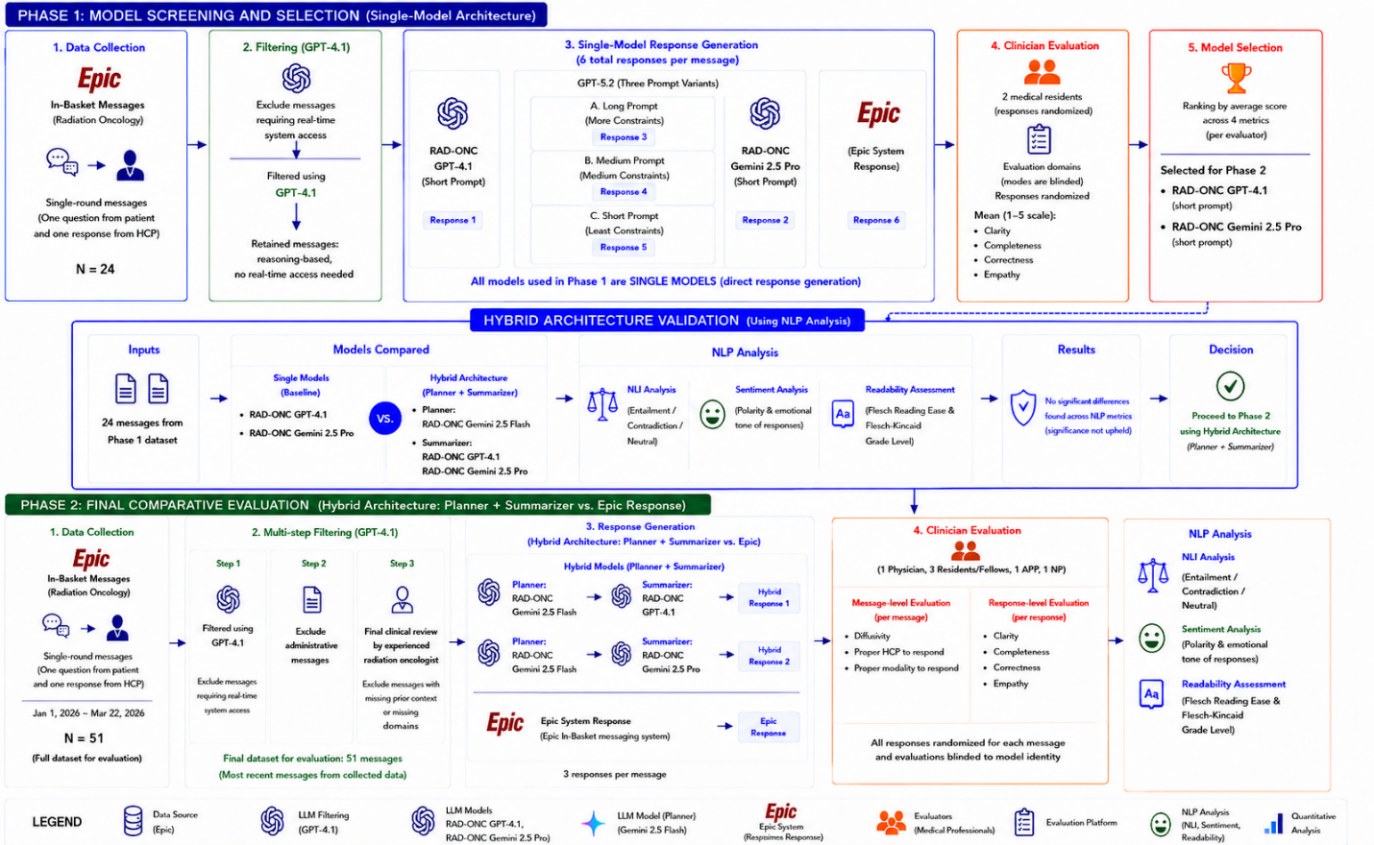 PHASE 1: MODEL SCREENING AND SELECTION (Single-Model Architecture)
1. Data Collection
Epic
In-Basket Messages
(Radiation Oncology)
Single-round messages
(One question from patient
and one response from HCP)
N = 24
2. Filtering (GPT-4.1)
Exclude messages
requiring real-time
system access
Filtered using
GPT-4.1
Retained messages:
reasoning-based,
no real-time access needed
3. Single-Model Response Generation
(6 total responses per message)
RAD-ONC
GPT-4.1
(Short Prompt)
Response 1
GPT-5.2 (Three Prompt Variants)
A. Long Prompt
(More Constraints)
Response 3
B. Medium Prompt
(Medium Constraints)
Response 4
C. Short Prompt
(Least Constraints)
Response 5
RAD-ONC
Gemini 2.5 Pro
(Short Prompt)
Response 2
Epic
(Epic System
Response)
Response 6
All models used in Phase 1 are SINGLE MODELS (direct response generation)
4. Clinician Evaluation
2 medical residents
(responses randomized)
Evaluation domains
(modes are blinded)
Responses randomized
Mean (1–5 scale):
• Clarity
• Completeness
• Correctness
• Empathy
5. Model Selection
Ranking by average score
across 4 metrics
(per evaluator)
Selected for Phase 2
• RAD-ONC GPT-4.1
(short prompt)
• RAD-ONC Gemini 2.5 Pro
(short prompt)
HYBRID ARCHITECTURE VALIDATION (Using NLP Analysis)
Inputs
24 messages from
Phase 1 dataset
Models Compared
Single Models
(Baseline)
• RAD-ONC GPT-4.1
• RAD-ONC Gemini 2.5 Pro
VS.
Hybrid Architecture
(Planner + Summarizer)
• Planner:
RAD-ONC Gemini 2.5 Flash
• Summarizer:
RAD-ONC GPT-4.1
RAD-ONC Gemini 2.5 Pro
NLP Analysis
NLI Analysis
(Entailment /
Contradiction /
Neutral)
Sentiment Analysis
(Polarity & emotional
tone of responses)
Aa
Readability Assessment
(Flesch Reading Ease &
Flesch-Kincaid
Grade Level)
Results
No significant differences
found across NLP metrics
(significance not upheld)
Decision
Proceed to Phase 2
using Hybrid Architecture
(Planner + Summarizer)
PHASE 2: FINAL COMPARATIVE EVALUATION (Hybrid Architecture: Planner + Summarizer vs. Epic Response)
1. Data Collection
Epic
In-Basket Messages
(Radiation Oncology)
Single-round messages
(One question from patient
and one response from HCP)
Jan 1, 2026 – Mar 22, 2026
N = 51
(Full dataset for evaluation)
2. Multi-step Filtering (GPT-4.1)
Step 1
Filtered using
GPT-4.1
Exclude messages
requiring real-time
system access
Step 2
Exclude
administrative
messages
Step 3
Final clinical review
by experienced
radiation oncologist
Exclude messages with
missing prior context
or missing
domains
Final dataset for evaluation: 51 messages
(Most recent messages from collected data)
3. Response Generation
(Hybrid Architecture: Planner + Summarizer vs. Epic)
Hybrid Models (Planner + Summarizer)
Planner:
RAD-ONC
Gemini 2.5 Flash
Summarizer:
RAD-ONC
GPT-4.1
Hybrid
Response 1
Planner:
RAD-ONC
Gemini 2.5 Flash
Summarizer:
RAD-ONC
Gemini 2.5 Pro
Hybrid
Response 2
Epic
Epic System Response
(Epic In-Basket messaging system)
Epic
Response
3 responses per message
4. Clinician Evaluation
(1 Physician, 3 Residents/Fellows, 1 APP, 1 NP)
Message-level Evaluation
(per message)
• Diffusivity
• Proper HCP to respond
• Proper modality to respond
Response-level Evaluation
(per response)
• Clarity
• Completeness
• Correctness
• Empathy
All responses randomized for each message
and evaluations blinded to model identity
NLP Analysis
NLI Analysis
(Entailment /
Contradiction /
Neutral)
Sentiment Analysis
(Polarity & emotional
tone of responses)
Aa
Readability Assessment
(Flesch Reading Ease &
Flesch-Kincaid
Grade Level)
LEGEND
Data Source
(Epic)
LLM Filtering
(GPT-4.1)
LLM Models
RAD-ONC GPT-4.1,
RAD-ONC Gemini 2.5 Pro)
LLM Model (Planner)
(Gemini 2.5 Flash)
Epic
Epic System
Response)
Evaluators
(Medical Professionals)
Evaluation Platform
NLP Analysis
(NLI, Sentiment,
Readability)
Quantitative
Analysis